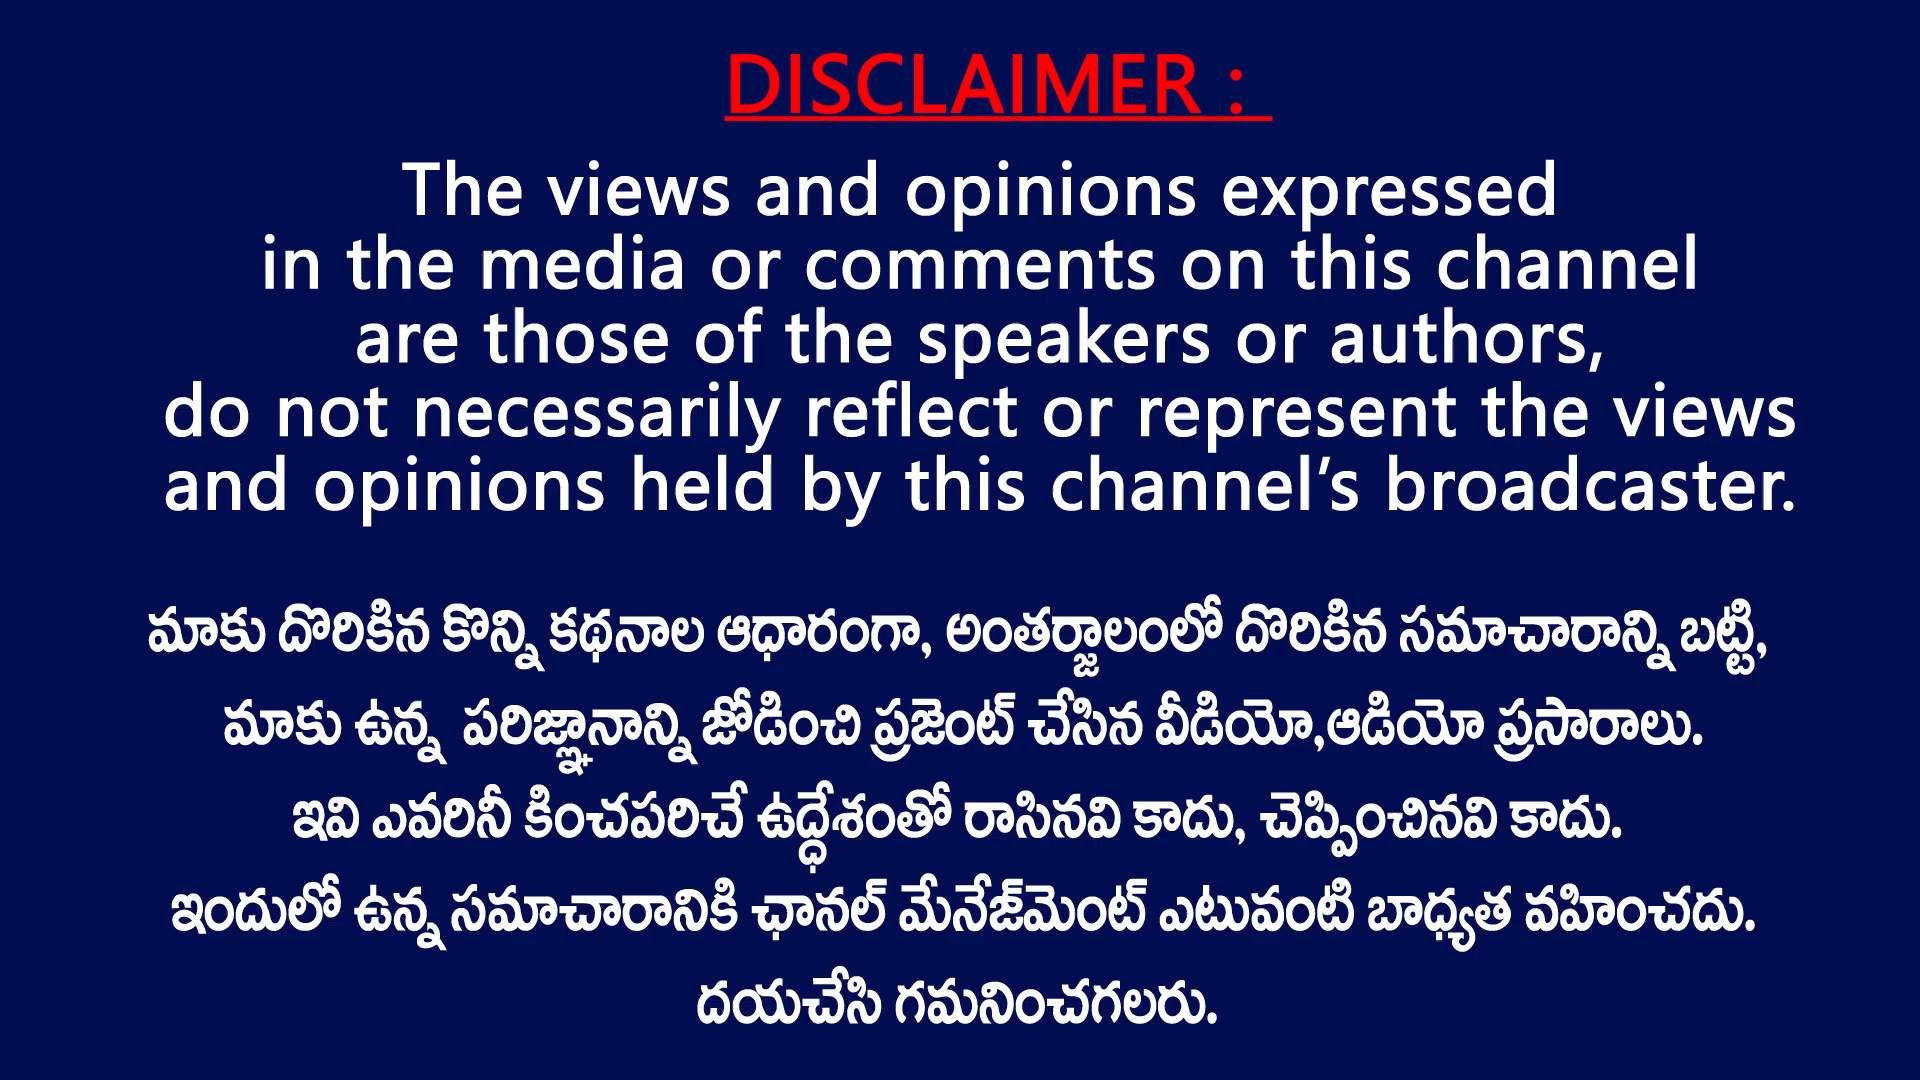 DISCLAIMER :
The views and opinions expressed
in the media or comments on this channel
are those of the speakers or authors,
do not necessarily reflect or represent the views
and opinions held by this channel’s broadcaster.
మాకు దొరికిన కొన్ని కథనాల ఆధారంగా, అంతర్జాలంలో దొరికిన సమాచారాన్ని బట్టి,
మాకు ఉన్న పరిజ్ఞానాన్ని జోడించి ప్రజెంట్ చేసిన వీడియో,ఆడియో ప్రసారాలు.
ఇవి ఎవరినీ కించపరిచే ఉద్ధేశంతో రాసినవి కాదు, చెప్పించినవి కాదు.
ఇందులో ఉన్న సమాచారానికి ఛానల్ మేనేజ్‌మెంట్ ఎటువంటి బాధ్యత వహించదు.
దయచేసి గమనించగలరు.